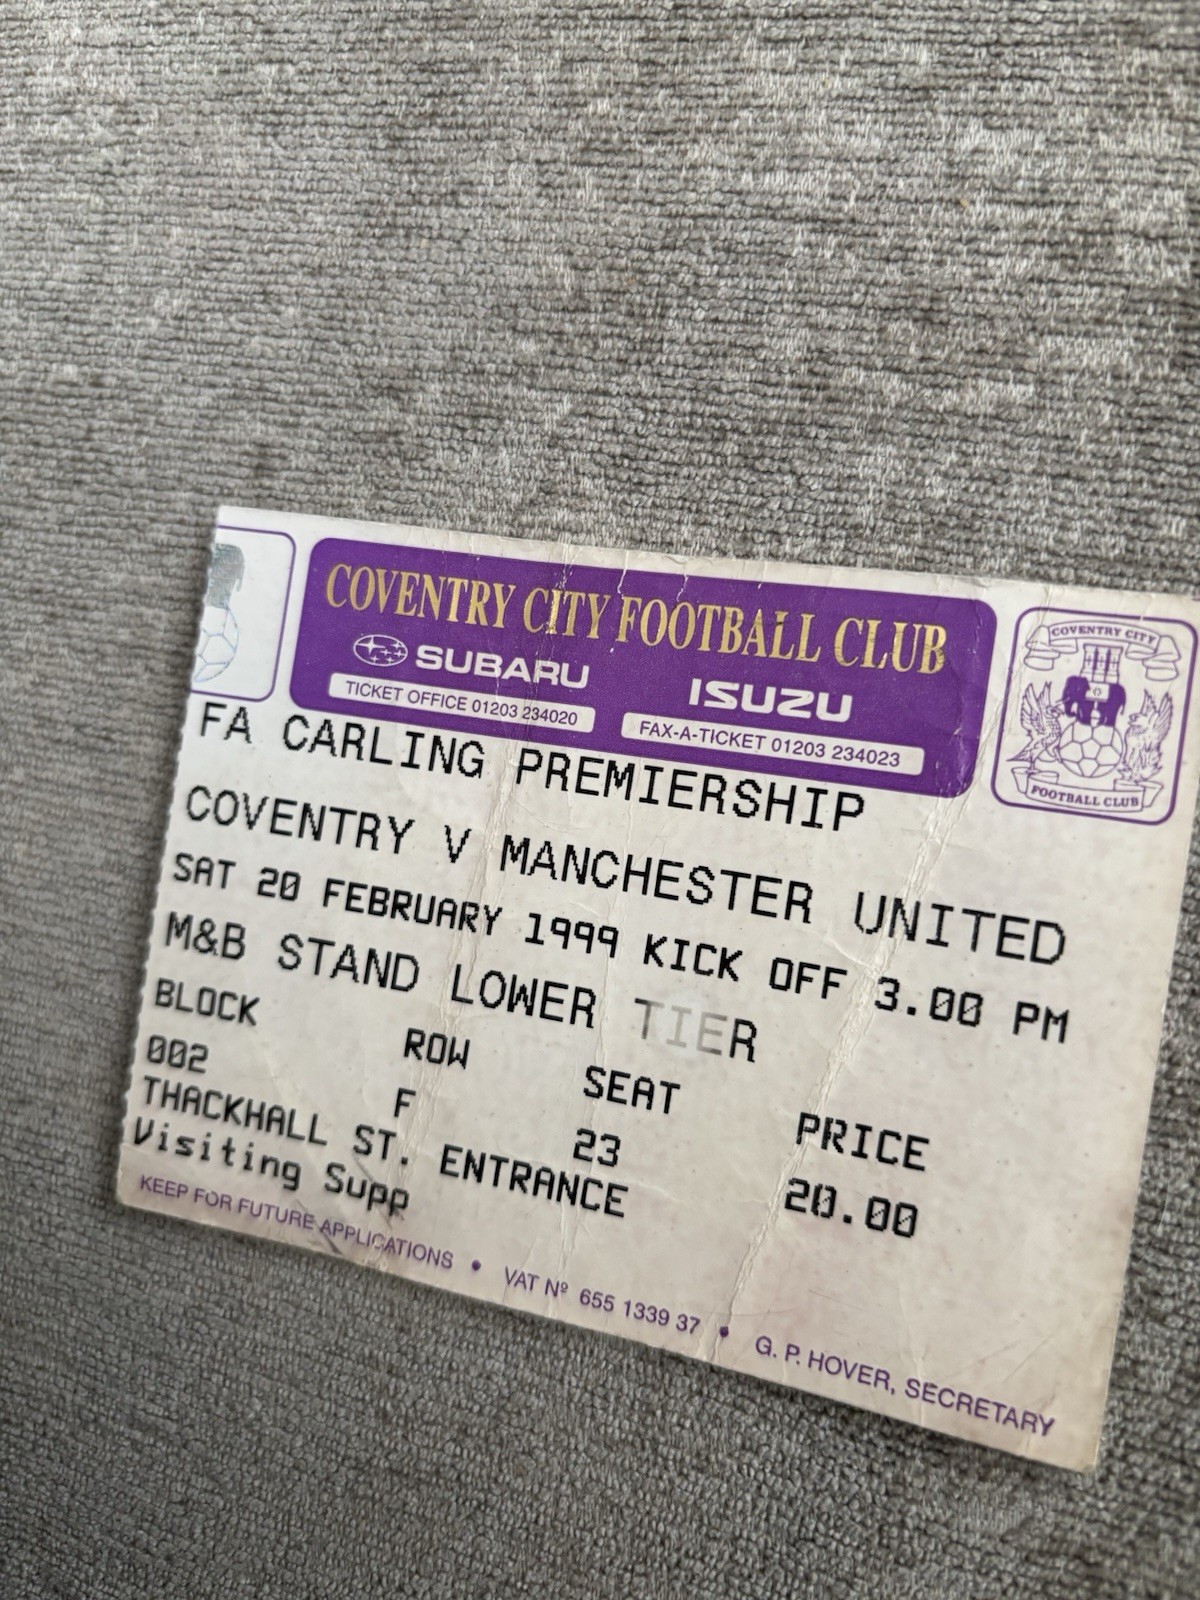 COVENTRY CITY FOOTBALL CLUB
SUBARU ISUZU
TICKET OFFICE 01203 234020 FAX-A-TICKET 01203 234023
COVENTRY CITY
FOOTBALL CLUB
FA CARLING PREMIERSHIP
COVENTRY V MANCHESTER UNITED
SAT 20 FEBRUARY 1999 KICK OFF 3.00 PM
M&B STAND LOWER TIER
BLOCK ROW SEAT PRICE
002 F 23 20.00
THACKHALL ST. ENTRANCE
Visiting Supp
KEEP FOR FUTURE APPLICATIONS • VAT Nº 655 1339 37 • G. P. HOVER, SECRETARY